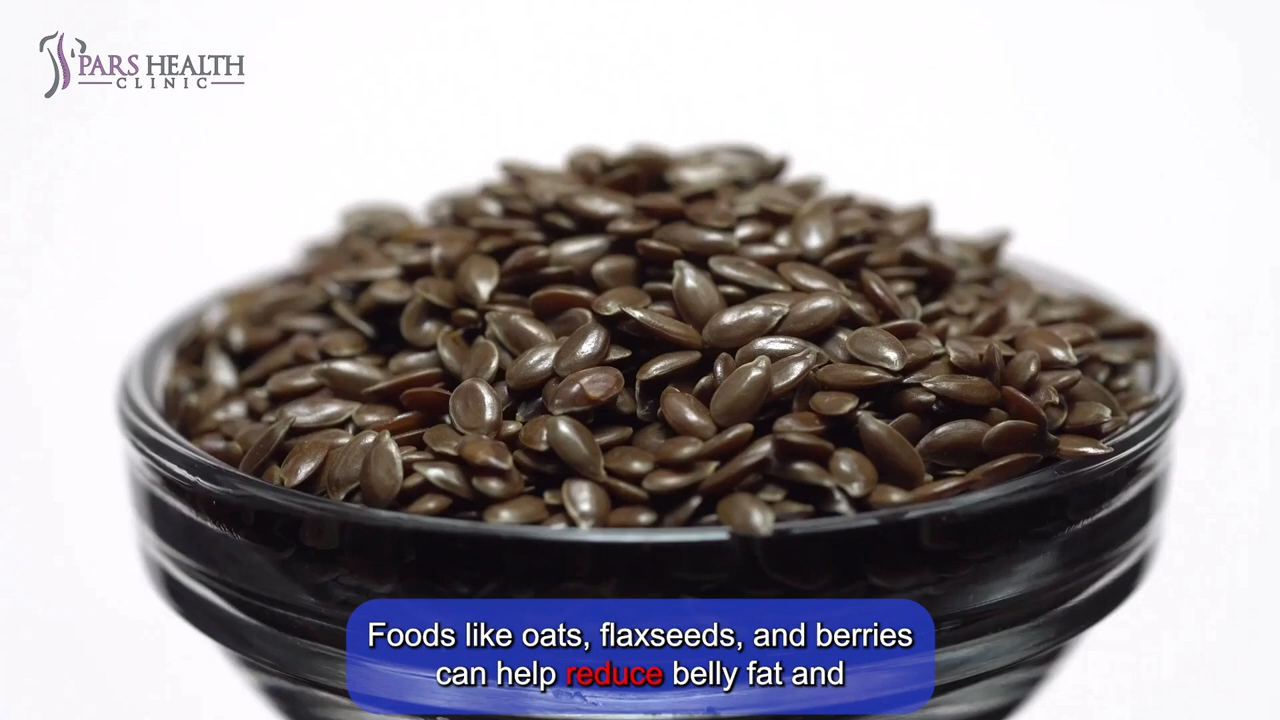 PARS HEALTH
CLINIC
Foods like oats, flaxseeds, and berries
can help reduce belly fat and